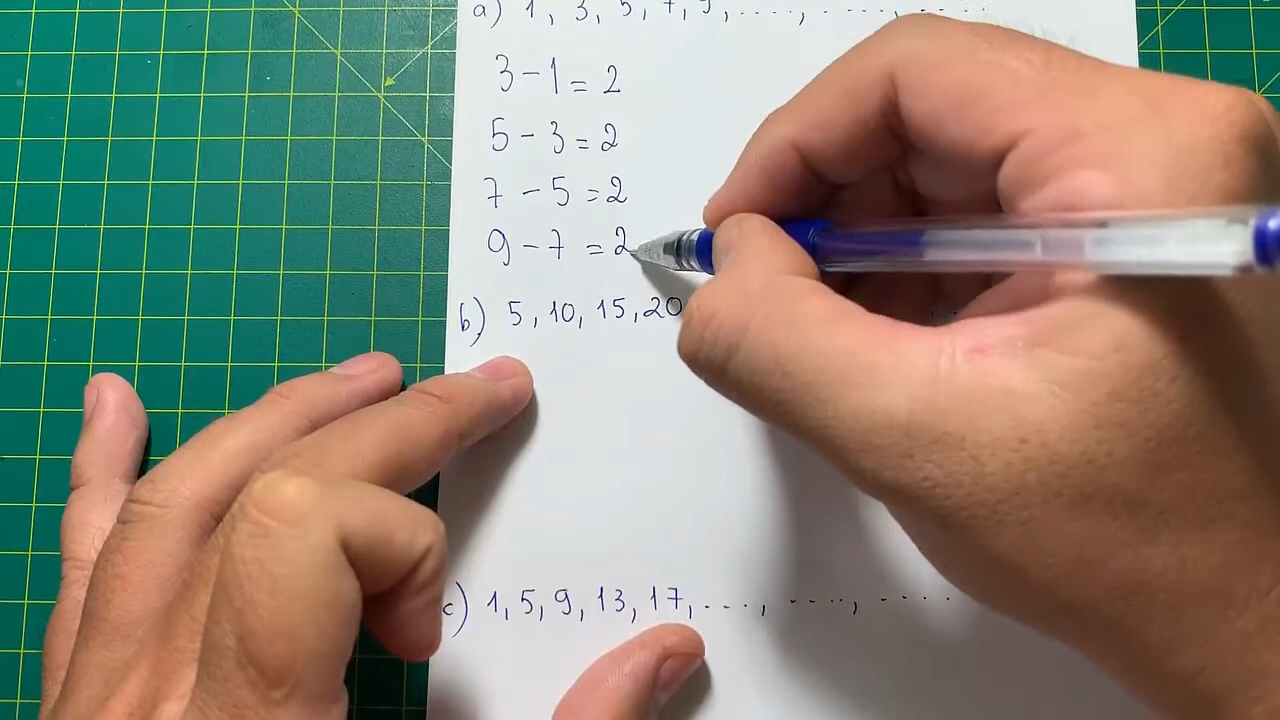 a) 1, 3, 5, 7, 9, ....., ....., .....
3 - 1 = 2
5 - 3 = 2
7 - 5 = 2
9 - 7 = 2
b) 5, 10, 15, 20
c) 1, 5, 9, 13, 17, ...., ....., .....